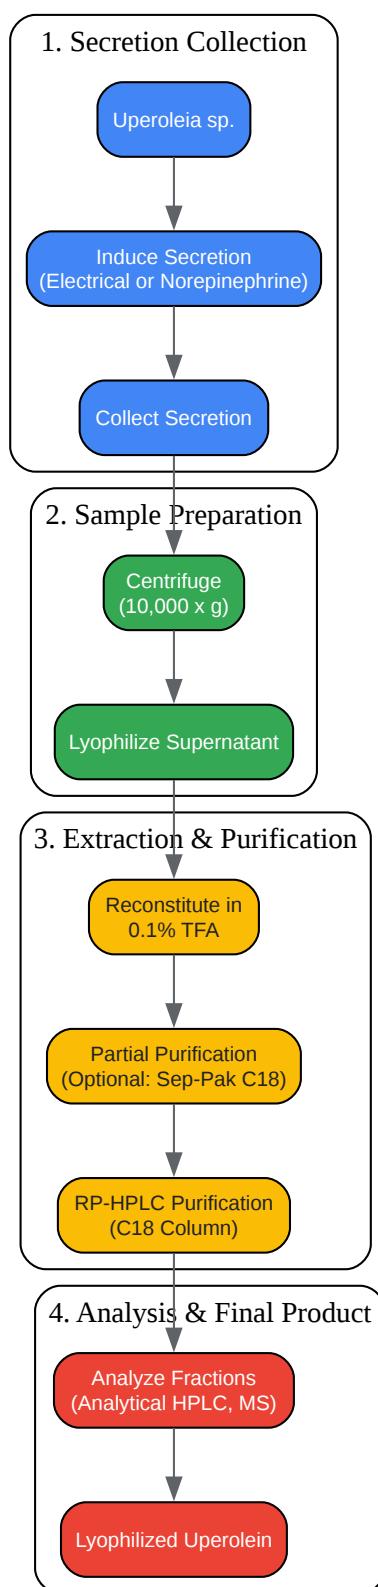 1. Secretion Collection
Uperoleia sp.
Induce Secretion
(Electrical or Norepinephrine)
Collect Secretion
2. Sample Preparation
Centrifuge
(10,000 x g)
Lyophilize Supernatant
3. Extraction & Purification
Reconstitute in
0.1% TFA
Partial Purification
(Optional: Sep-Pak C18)
RP-HPLC Purification
(C18 Column)
4. Analysis & Final Product
Analyze Fractions
(Analytical HPLC, MS)
Lyophilized Uperolein